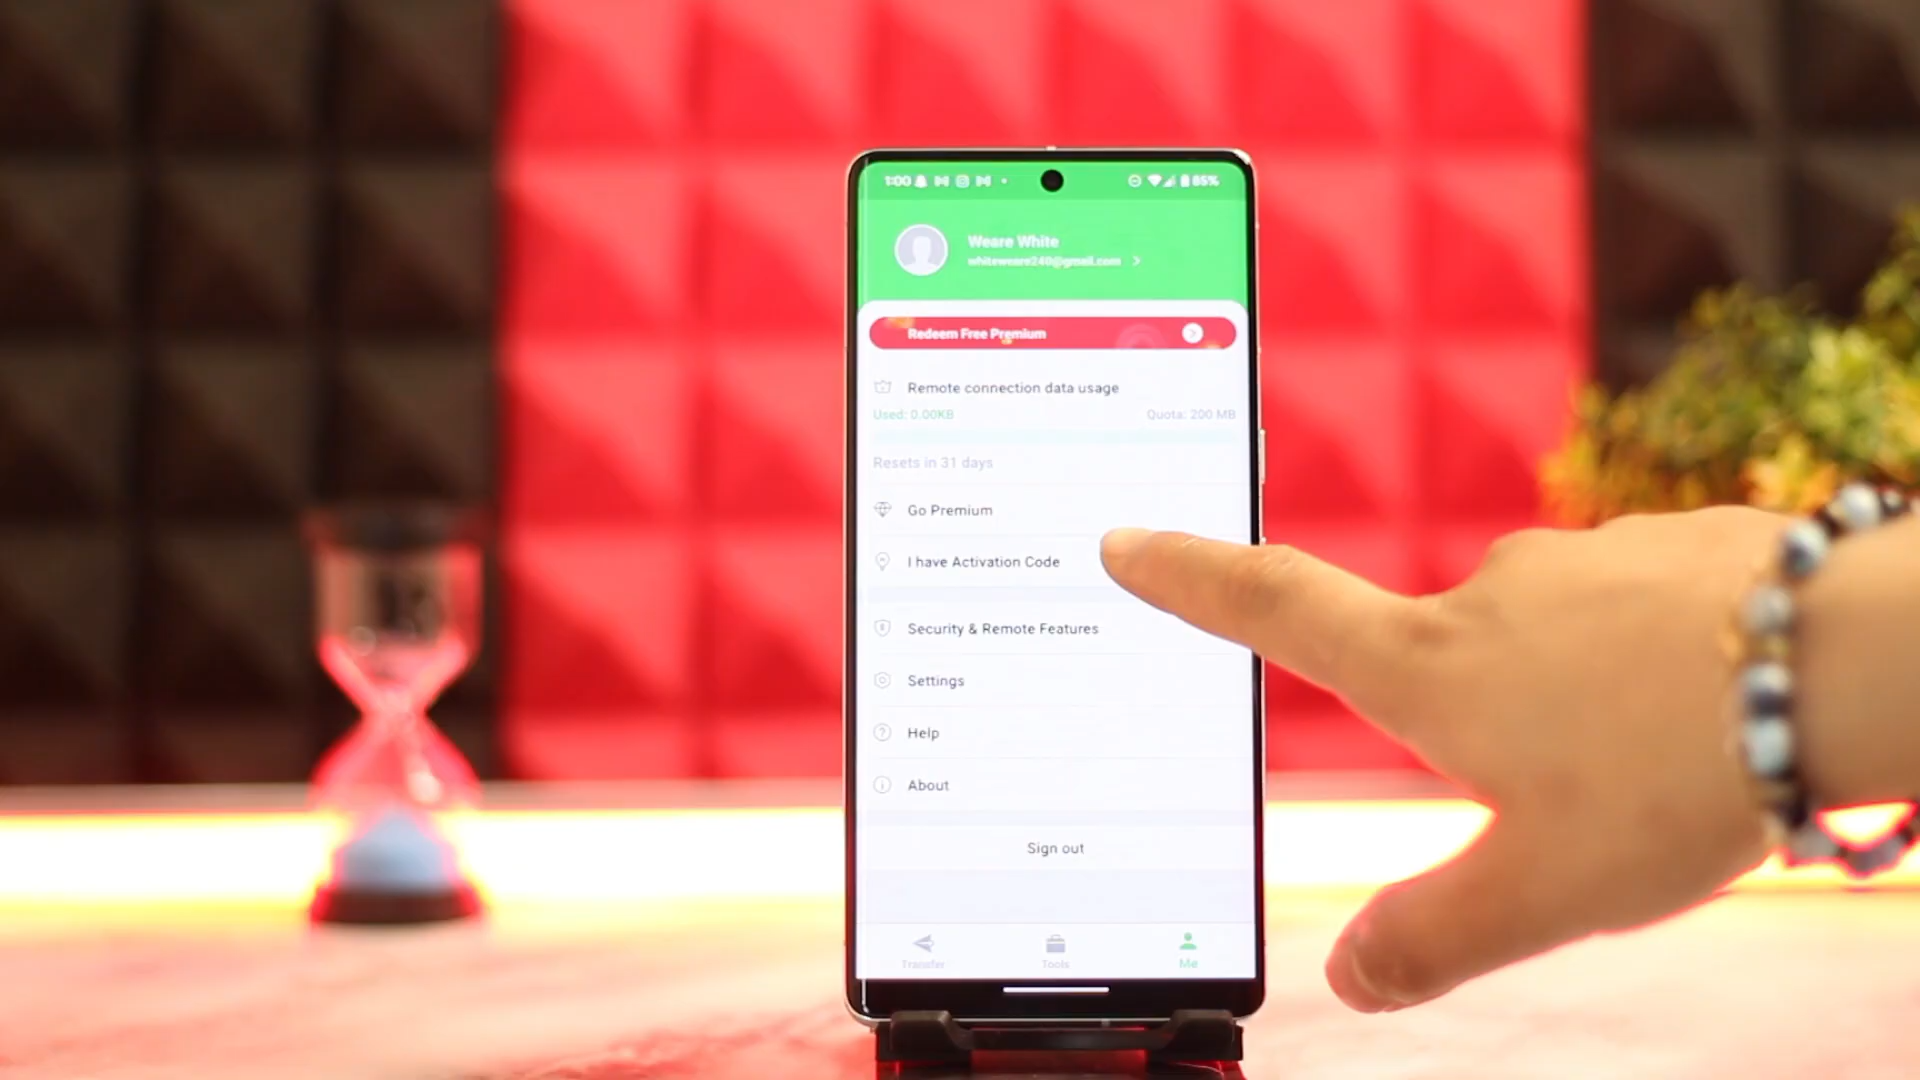 1:00
85%
Weare White
whiteweare240@gmail.com
Redeem Free Premium
Remote connection data usage
Used: 0.00KB
Quota: 200 MB
Resets in 31 days
Go Premium
I have Activation Code
Security & Remote Features
Settings
Help
About
Sign out
Transfer
Tools
Me